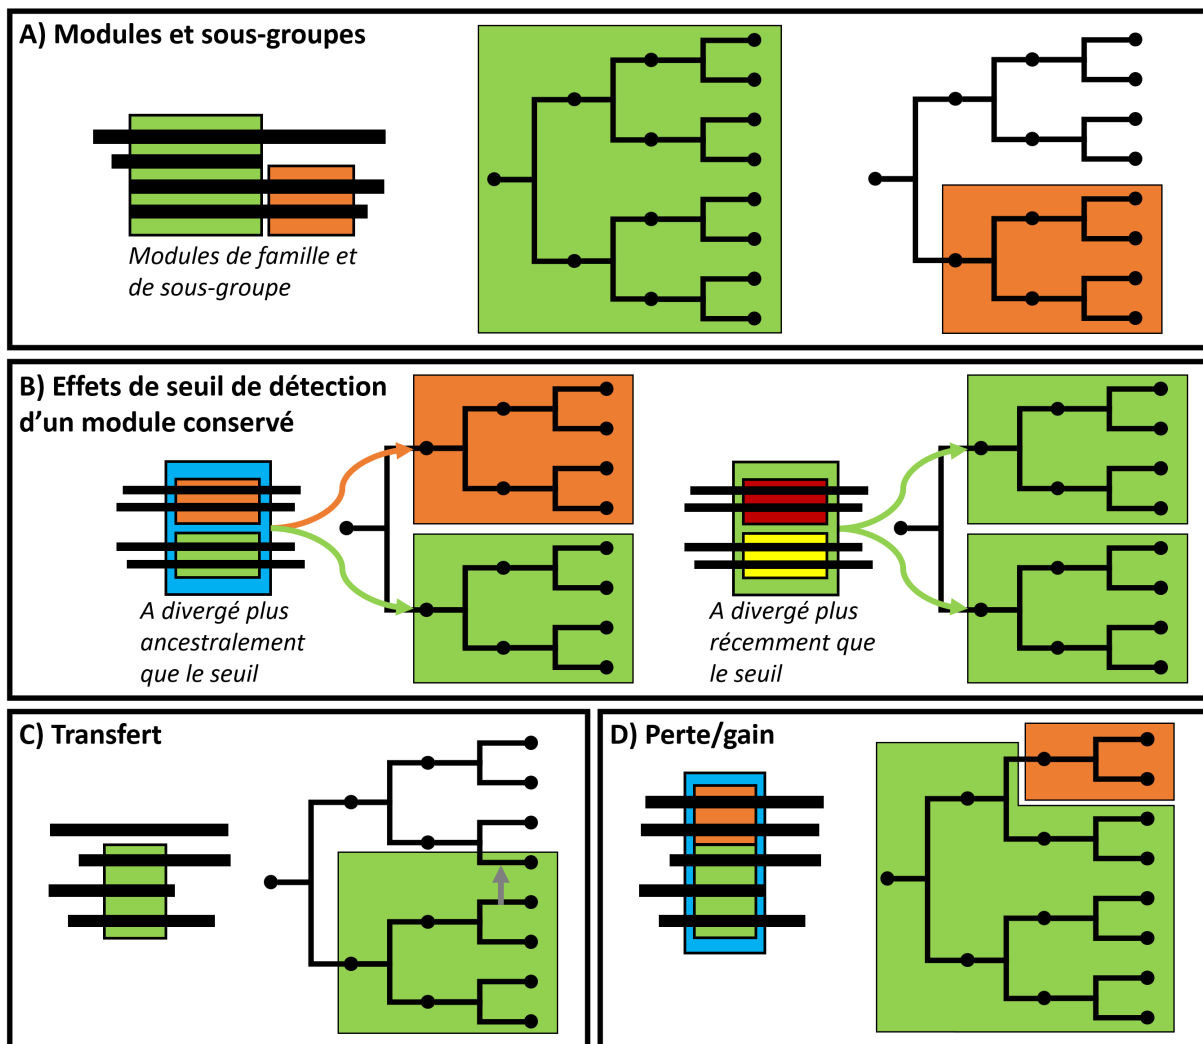 A) Modules et sous-groupes
Modules de famille et
de sous-groupe
B) Effets de seuil de détection
d’un module conservé
A divergé plus
ancestralement
que le seuil
A divergé plus
récemment que
le seuil
C) Transfert
D) Perte/gain